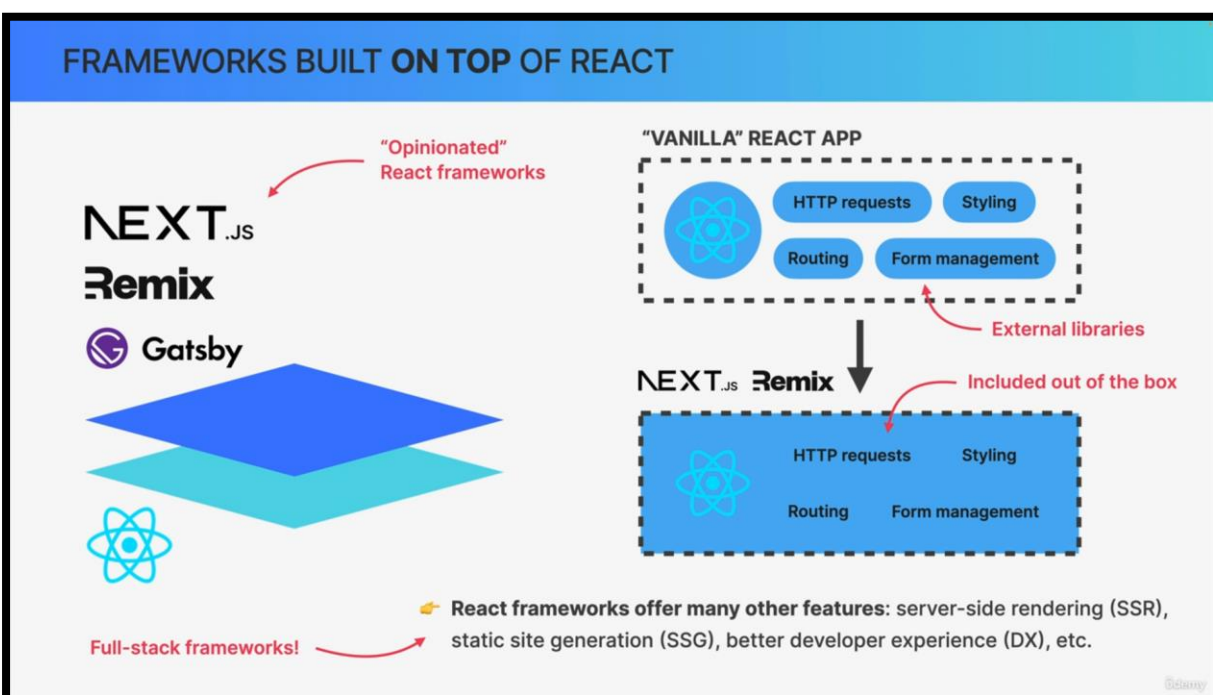 FRAMEWORKS BUILT ON TOP OF REACT
“Opinionated”
React frameworks
NEXT.JS
Remix
Gatsby
Full-stack frameworks!
“VANILLA” REACT APP
HTTP requests
Styling
Routing
Form management
External libraries
NEXT.JS Remix
Included out of the box
HTTP requests
Styling
Routing
Form management
👉 React frameworks offer many other features: server-side rendering (SSR),
static site generation (SSG), better developer experience (DX), etc.
ûdemy